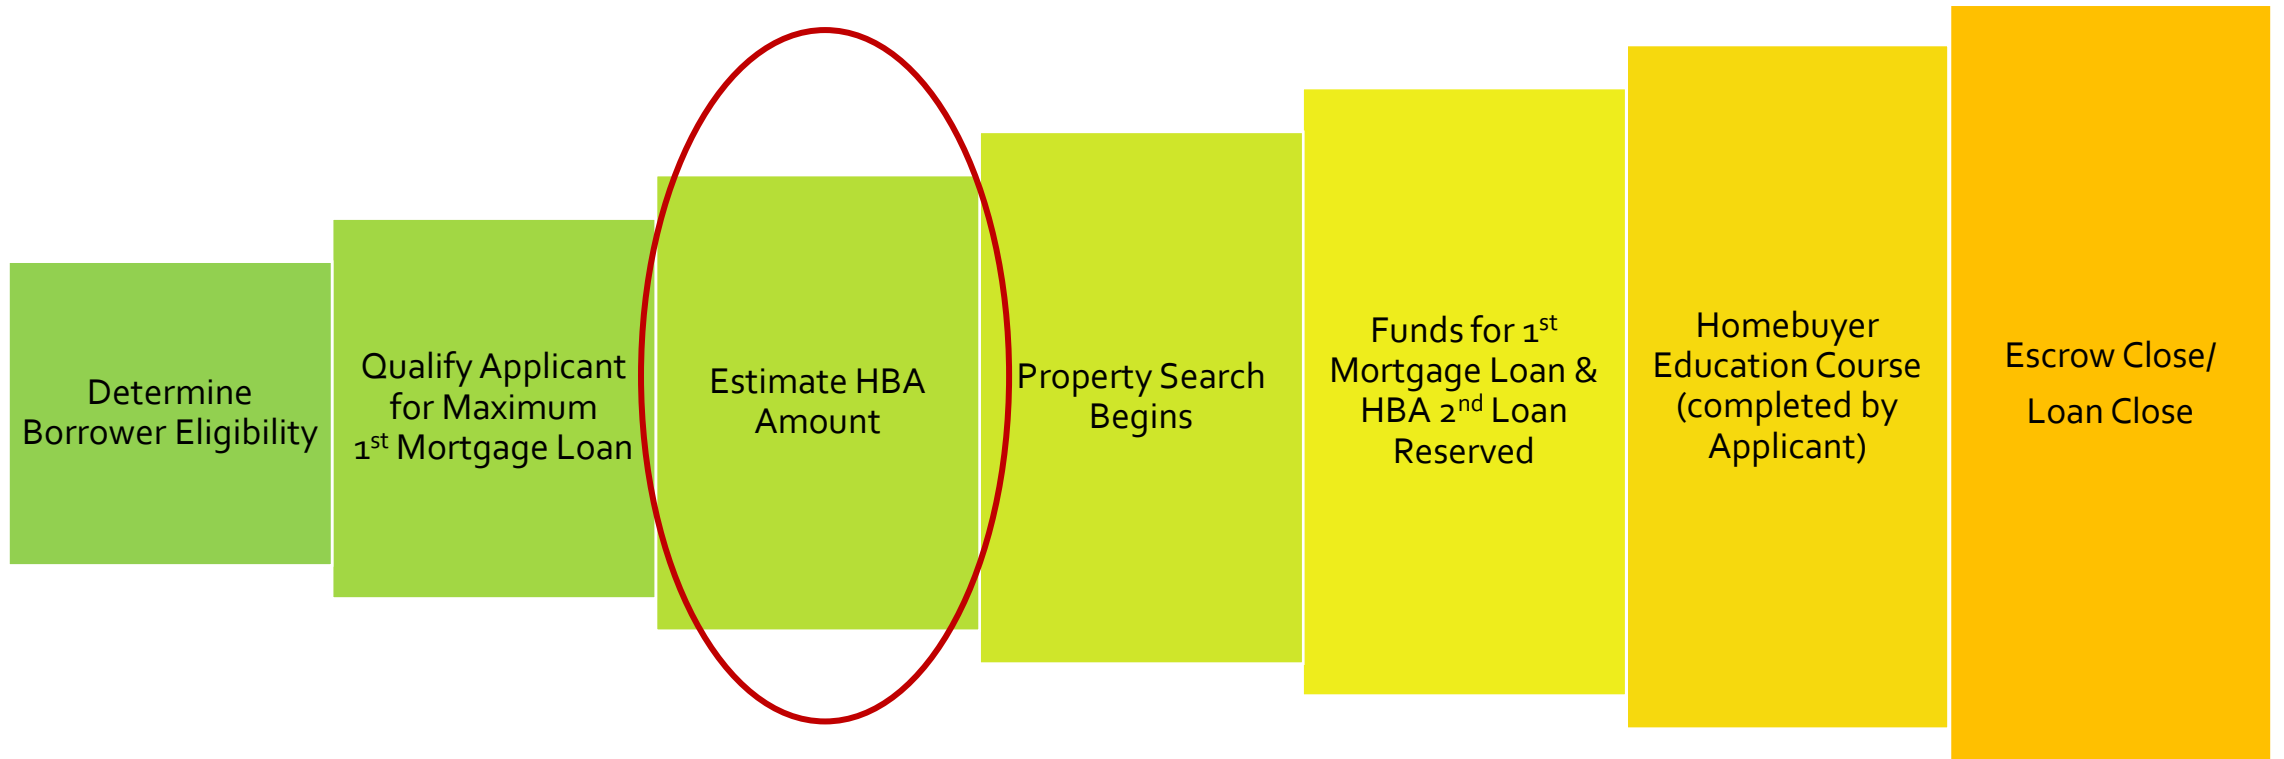 Determine
Borrower Eligibility
Qualify Applicant
for Maximum
1st Mortgage Loan
Estimate HBA
Amount
Property Search
Begins
Funds for 1st
Mortgage Loan &
HBA 2nd Loan
Reserved
Homebuyer
Education Course
(completed by
Applicant)
Escrow Close/
Loan Close